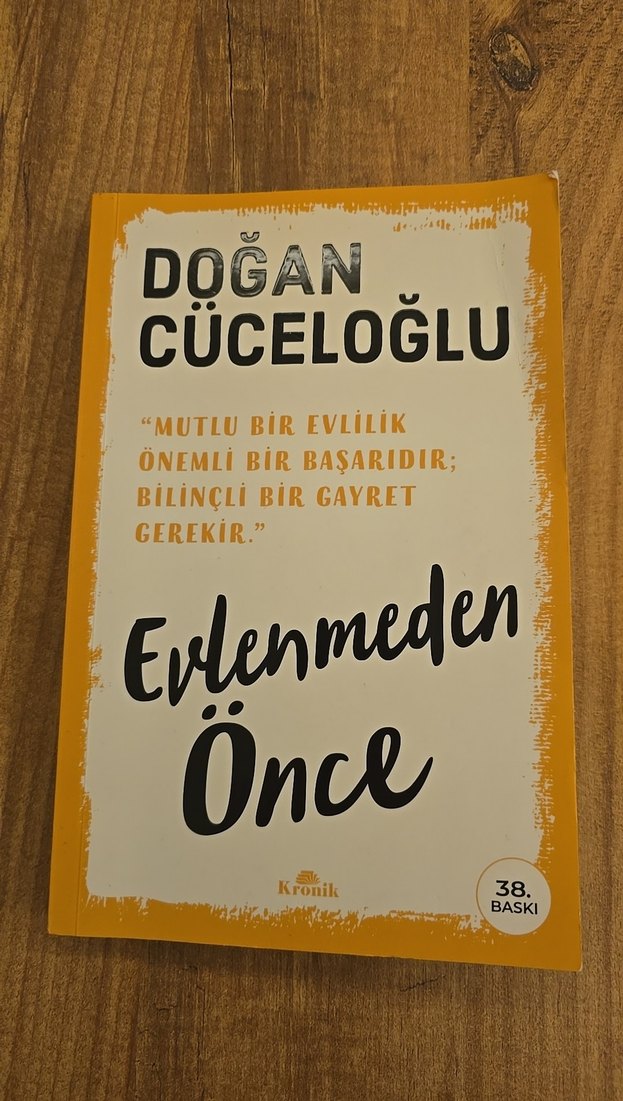 DOĞAN
CÜCELOĞLU
“MUTLU BİR EVLİLİK
ÖNEMLİ BİR BAŞARIDIR;
BİLİNÇLİ BİR GAYRET
GEREKİR.”
Evlenmeden
Önce
Kronik
38.
BASKI